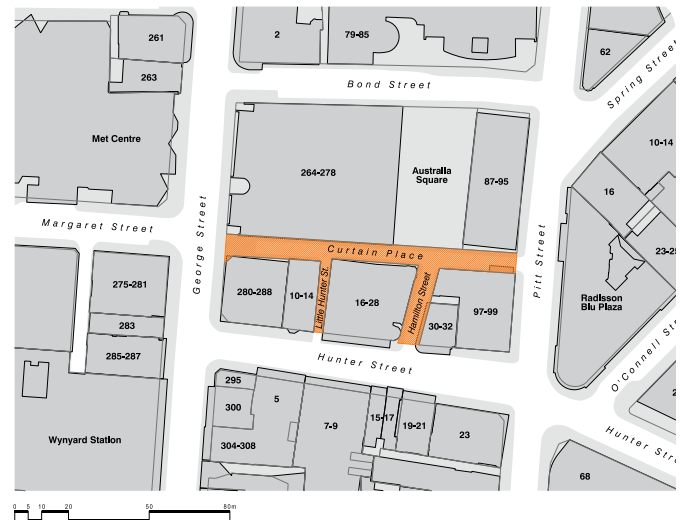 261
263
Met Centre
2
79-85
62
Bond Street
Spring Street
10-14
16
23-25
264-278
Australia
Square
87-95
Margaret Street
George Street
Curtain Place
Pitt Street
Radisson
Blu Plaza
275-281
283
285-287
280-288
10-14
Little Hunter St.
16-28
Hamilton Street
30-32
97-99
Hunter Street
O'Connell Str
2
Wynyard Station
295
300
304-308
5
7-9
15-17
19-21
23
68
Hunter Stre
0 5 10 20 50 80m